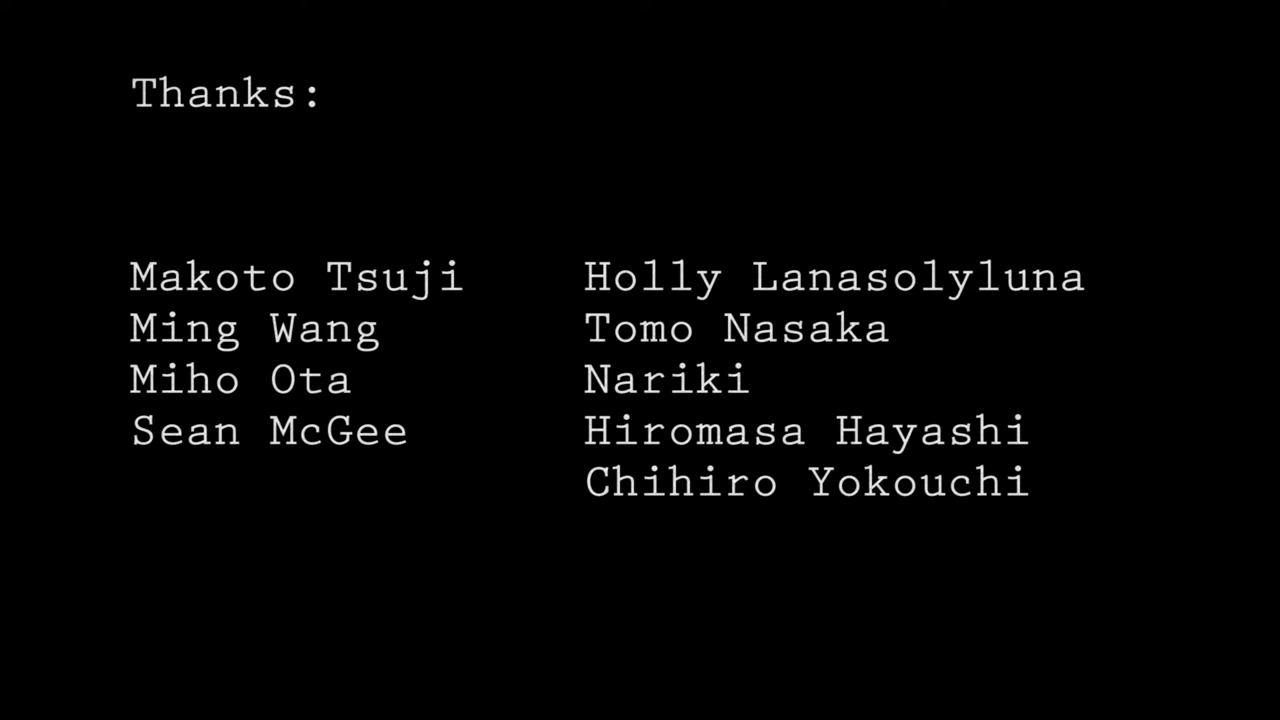 Thanks:
Makoto Tsuji
Ming Wang
Miho Ota
Sean McGee
Holly Lanasolyluna
Tomo Nasaka
Nariki
Hiromasa Hayashi
Chihiro Yokouchi